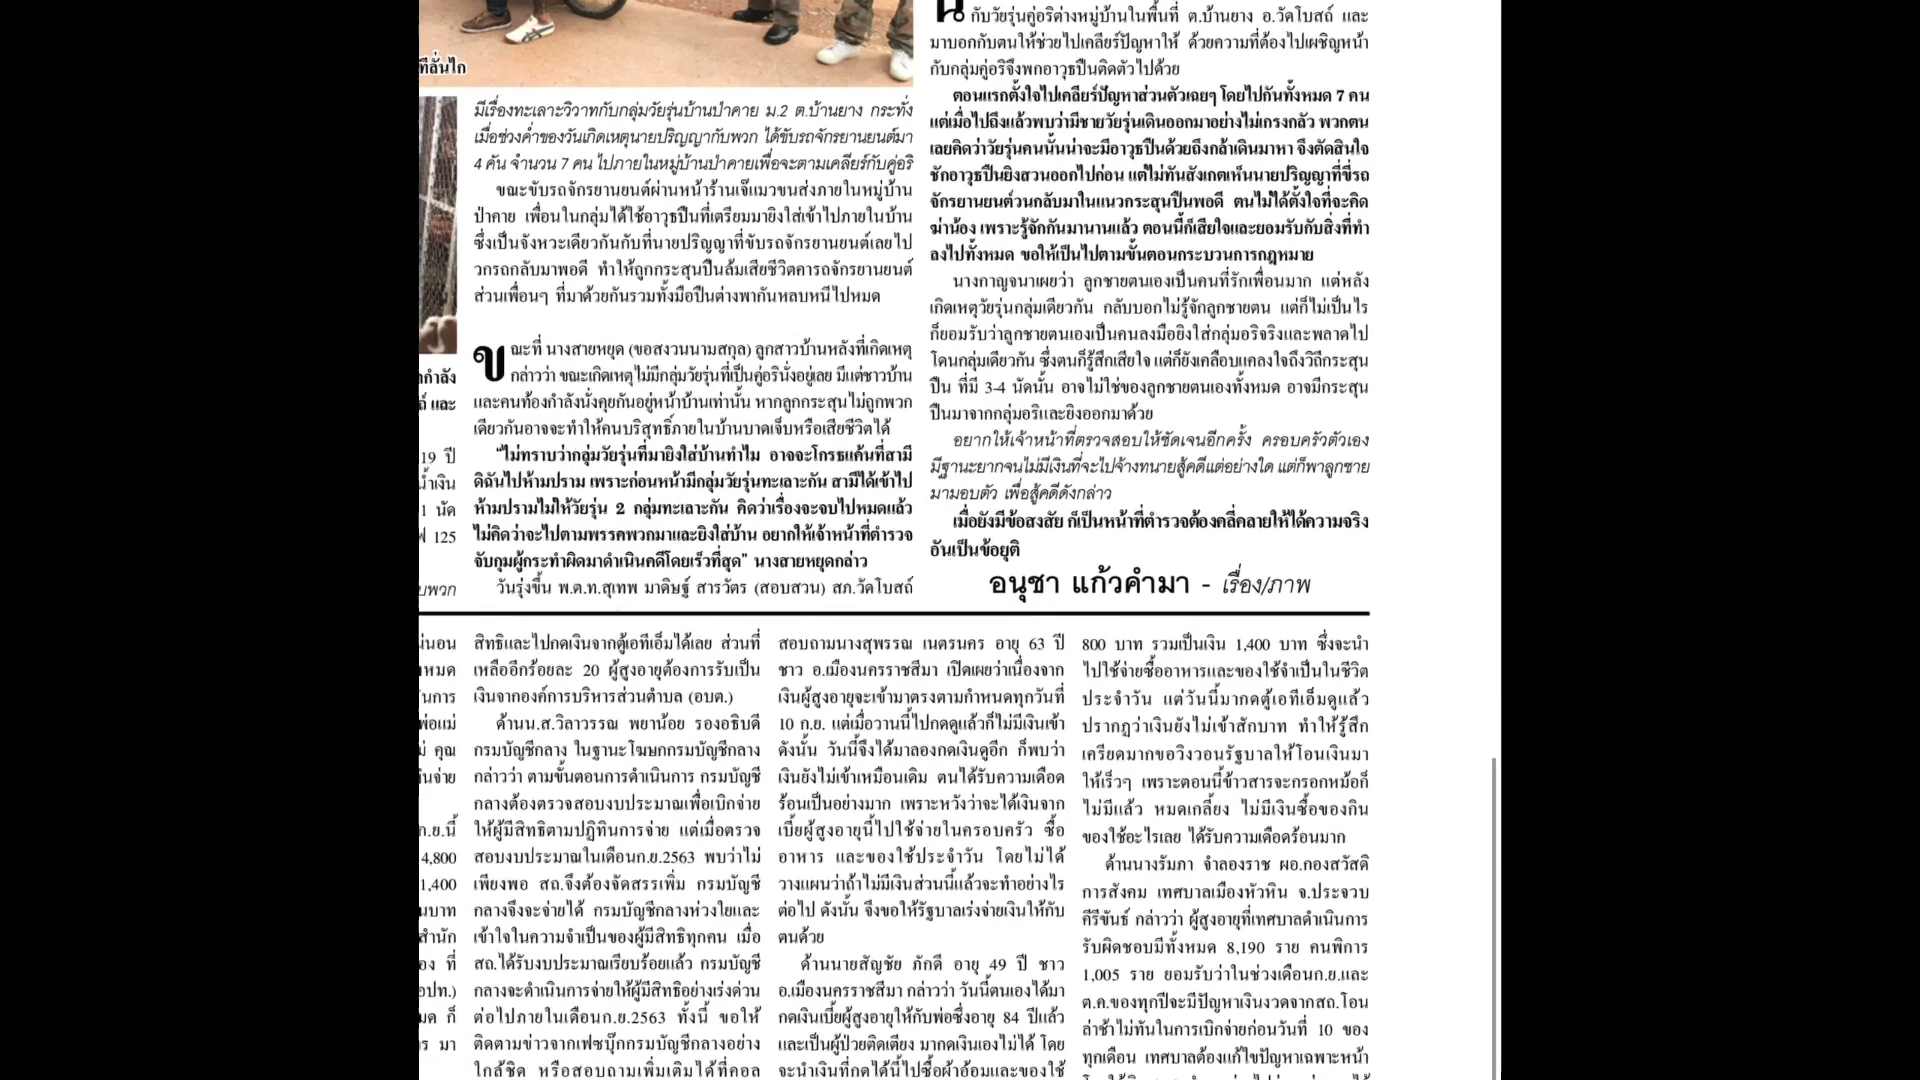 ทีลั่นไก
กำลัง
และ
19 ปี
น้ำเงิน
1 นัด
125
บพวก
มีเรื่องทะเลาะวิวาทกับกลุ่มวัยรุ่นบ้านป่าคาย ม.2 ต.บ้านยาง กระทั่ง
เมื่อช่วงค่ำของวันเกิดเหตุนายปริญญากับพวก ได้ขับรถจักรยานยนต์มา
4 คัน จำนวน 7 คน ไปภายในหมู่บ้านป่าคายเพื่อจะตามเคลียร์กับคู่อริ
ขณะขับรถจักรยานยนต์ผ่านหน้าร้านเจ๊แมวขนส่งภายในหมู่บ้าน
ป่าคาย เพื่อนในกลุ่มได้ใช้อาวุธปืนที่เตรียมมายิงใส่เข้าไปภายในบ้าน
ซึ่งเป็นจังหวะเดียวกันกับที่นายปริญญาที่ขับรถจักรยานยนต์เลยไป
วกรถกลับมาพอดี ทำให้ถูกกระสุนปืนล้มเสียชีวิตคารถจักรยานยนต์
ส่วนเพื่อนๆ ที่มาด้วยกันรวมทั้งมือปืนต่างพากันหลบหนีไปหมด
ขณะที่ นางสายหยุด (ขอสงวนนามสกุล) ลูกสาวบ้านหลังที่เกิดเหตุ
กล่าวว่า ขณะเกิดเหตุไม่มีกลุ่มวัยรุ่นที่เป็นคู่อรินั่งอยู่เลย มีแต่ชาวบ้าน
และคนท้องกำลังนั่งคุยกันอยู่หน้าบ้านเท่านั้น หากลูกกระสุนไม่ถูกพวก
เดียวกันอาจจะทำให้คนบริสุทธิ์ภายในบ้านบาดเจ็บหรือเสียชีวิตได้
“ไม่ทราบว่ากลุ่มวัยรุ่นที่มายิงใส่บ้านทำไม อาจจะโกรธแค้นที่สามี
ดิฉันไปห้ามปราม เพราะก่อนหน้ามีกลุ่มวัยรุ่นทะเลาะกัน สามีได้เข้าไป
ห้ามปรามไม่ให้วัยรุ่น 2 กลุ่มทะเลาะกัน คิดว่าเรื่องจะจบไปหมดแล้ว
ไม่คิดว่าจะไปตามพรรคพวกมาและยิงใส่บ้าน อยากให้เจ้าหน้าที่ตำรวจ
จับกุมผู้กระทำผิดมาดำเนินคดีโดยเร็วที่สุด” นางสายหยุดกล่าว
วันรุ่งขึ้น พ.ต.ท.สุเทพ มาดิษฐ์ สารวัตร (สอบสวน) สภ.วัดโบสถ์
กับวัยรุ่นคู่อริต่างหมู่บ้านในพื้นที่ ต.บ้านยาง อ.วัดโบสถ์ และ
มาบอกกับตนให้ช่วยไปเคลียร์ปัญหาให้ ด้วยความที่ต้องไปเผชิญหน้า
กับกลุ่มคู่อริจึงพกอาวุธปืนติดตัวไปด้วย
ตอนแรกตั้งใจไปเคลียร์ปัญหาส่วนตัวเฉยๆ โดยไปกันทั้งหมด 7 คน
แต่เมื่อไปถึงแล้วพบว่ามีชายวัยรุ่นเดินออกมาอย่างไม่เกรงกลัว พวกตน
เลยคิดว่าวัยรุ่นคนนั้นน่าจะมีอาวุธปืนด้วยถึงกล้าเดินมาหา จึงตัดสินใจ
ชักอาวุธปืนยิงสวนออกไปก่อน แต่ไม่ทันสังเกตเห็นนายปริญญาที่ขี่รถ
จักรยานยนต์วนกลับมาในแนวกระสุนปืนพอดี ตนไม่ได้ตั้งใจที่จะคิด
ฆ่าน้อง เพราะรู้จักกันมานานแล้ว ตอนนี้ก็เสียใจและยอมรับกับสิ่งที่ทำ
ลงไปทั้งหมด ขอให้เป็นไปตามขั้นตอนกระบวนการกฎหมาย
นางกาญจนาเผยว่า ลูกชายตนเองเป็นคนที่รักเพื่อนมาก แต่หลัง
เกิดเหตุวัยรุ่นกลุ่มเดียวกัน กลับบอกไม่รู้จักลูกชายตน แต่ก็ไม่เป็นไร
ก็ยอมรับว่าลูกชายตนเองเป็นคนลงมือยิงใส่กลุ่มอริจริงและพลาดไป
โดนกลุ่มเดียวกัน ซึ่งตนก็รู้สึกเสียใจ แต่ก็ยังเคลือบแคลงใจถึงวิถีกระสุน
ปืน ที่มี 3-4 นัดนั้น อาจไม่ใช่ของลูกชายตนเองทั้งหมด อาจมีกระสุน
ปืนมาจากกลุ่มอริและยิงออกมาด้วย
อยากให้เจ้าหน้าที่ตรวจสอบให้ชัดเจนอีกครั้ง ครอบครัวตัวเอง
มีฐานะยากจนไม่มีเงินที่จะไปจ้างทนายสู้คดีแต่อย่างใด แต่ก็พาลูกชาย
มามอบตัว เพื่อสู้คดีดังกล่าว
เมื่อยังมีข้อสงสัย ก็เป็นหน้าที่ตำรวจต้องคลี่คลายให้ได้ความจริง
อันเป็นข้อยุติ
อนุชา แก้วคำมา - เรื่อง/ภาพ
น่นอน
หมด
นการ
พ่อแม่
คุณ
นจ่าย
ก.ย.นี้
4,800
1,400
นบาท
สำนัก
อง ที่
อปท.)
มด ก็
ร มา
สิทธิและไปกดเงินจากตู้เอทีเอ็มได้เลย ส่วนที่
เหลืออีกร้อยละ 20 ผู้สูงอายุต้องการรับเป็น
เงินจากองค์การบริหารส่วนตำบล (อบต.)
ด้านน.ส.วิลาวรรณ พยาน้อย รองอธิบดี
กรมบัญชีกลาง ในฐานะโฆษกกรมบัญชีกลาง
กล่าวว่า ตามขั้นตอนการดำเนินการ กรมบัญชี
กลางต้องตรวจสอบงบประมาณเพื่อเบิกจ่าย
ให้ผู้มีสิทธิตามปฏิทินการจ่าย แต่เมื่อตรวจ
สอบงบประมาณในเดือนก.ย.2563 พบว่าไม่
เพียงพอ สถ.จึงต้องจัดสรรเพิ่ม กรมบัญชี
กลางจึงจะจ่ายได้ กรมบัญชีกลางห่วงใยและ
เข้าใจในความจำเป็นของผู้มีสิทธิทุกคน เมื่อ
สถ.ได้รับงบประมาณเรียบร้อยแล้ว กรมบัญชี
กลางจะดำเนินการจ่ายให้ผู้มีสิทธิอย่างเร่งด่วน
ต่อไปภายในเดือนก.ย.2563 ทั้งนี้ ขอให้
ติดตามข่าวจากเฟซบุ๊กกรมบัญชีกลางอย่าง
ใกล้ชิด หรือสอบถามเพิ่มเติมได้ที่คอล
สอบถามนางสุพรรณ เนตรนคร อายุ 63 ปี
ชาว อ.เมืองนครราชสีมา เปิดเผยว่าเนื่องจาก
เงินผู้สูงอายุจะเข้ามาตรงตามกำหนดทุกวันที่
10 ก.ย. แต่เมื่อวานนี้ไปกดดูแล้วก็ไม่มีเงินเข้า
ดังนั้น วันนี้จึงได้มาลองกดเงินดูอีก ก็พบว่า
เงินยังไม่เข้าเหมือนเดิม ตนได้รับความเดือด
ร้อนเป็นอย่างมาก เพราะหวังว่าจะได้เงินจาก
เบี้ยผู้สูงอายุนี้ไปใช้จ่ายในครอบครัว ซื้อ
อาหาร และของใช้ประจำวัน โดยไม่ได้
วางแผนว่าถ้าไม่มีเงินส่วนนี้แล้วจะทำอย่างไร
ต่อไป ดังนั้น จึงขอให้รัฐบาลเร่งจ่ายเงินให้กับ
ตนด้วย
ด้านนายสัญชัย ภักดี อายุ 49 ปี ชาว
อ.เมืองนครราชสีมา กล่าวว่า วันนี้ตนเองได้มา
กดเงินเบี้ยผู้สูงอายุให้กับพ่อซึ่งอายุ 84 ปีแล้ว
และเป็นผู้ป่วยติดเตียง มากดเงินเองไม่ได้ โดย
จะนำเงินที่กดได้นี้ไปซื้อผ้าอ้อมและของใช้
800 บาท รวมเป็นเงิน 1,400 บาท ซึ่งจะนำ
ไปใช้จ่ายซื้ออาหารและของใช้จำเป็นในชีวิต
ประจำวัน แต่วันนี้มากดตู้เอทีเอ็มดูแล้ว
ปรากฏว่าเงินยังไม่เข้าสักบาท ทำให้รู้สึก
เครียดมากขอวิงวอนรัฐบาลให้โอนเงินมา
ให้เร็วๆ เพราะตอนนี้ข้าวสารจะกรอกหม้อก็
ไม่มีแล้ว หมดเกลี้ยง ไม่มีเงินซื้อของกิน
ของใช้อะไรเลย ได้รับความเดือดร้อนมาก
ด้านนางรัมภา จำลองราช ผอ.กองสวัสดิ
การสังคม เทศบาลเมืองหัวหิน จ.ประจวบ
คีรีขันธ์ กล่าวว่า ผู้สูงอายุที่เทศบาลดำเนินการ
รับผิดชอบมีทั้งหมด 8,190 ราย คนพิการ
1,005 ราย ยอมรับว่าในช่วงเดือนก.ย.และ
ต.ค.ของทุกปีจะมีปัญหาเงินงวดจากสถ.โอน
ล่าช้าไม่ทันในการเบิกจ่ายก่อนวันที่ 10 ของ
ทุกเดือน เทศบาลต้องแก้ไขปัญหาเฉพาะหน้า